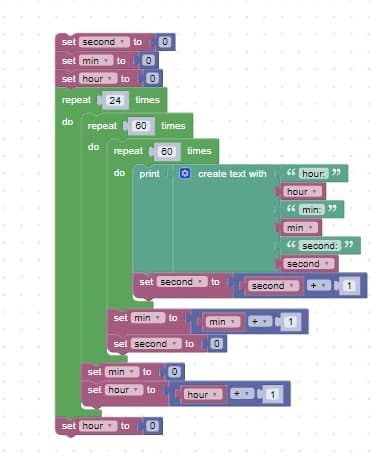 set second to 0
set min to 0
set hour to 0
repeat 24 times
do repeat 60 times
do repeat 60 times
do print create text with “ hour: ”
hour
“ min: ”
min
“ second: ”
second
set second to second + 1
set min to min + 1
set second to 0
set min to 0
set hour to hour + 1
set hour to 0